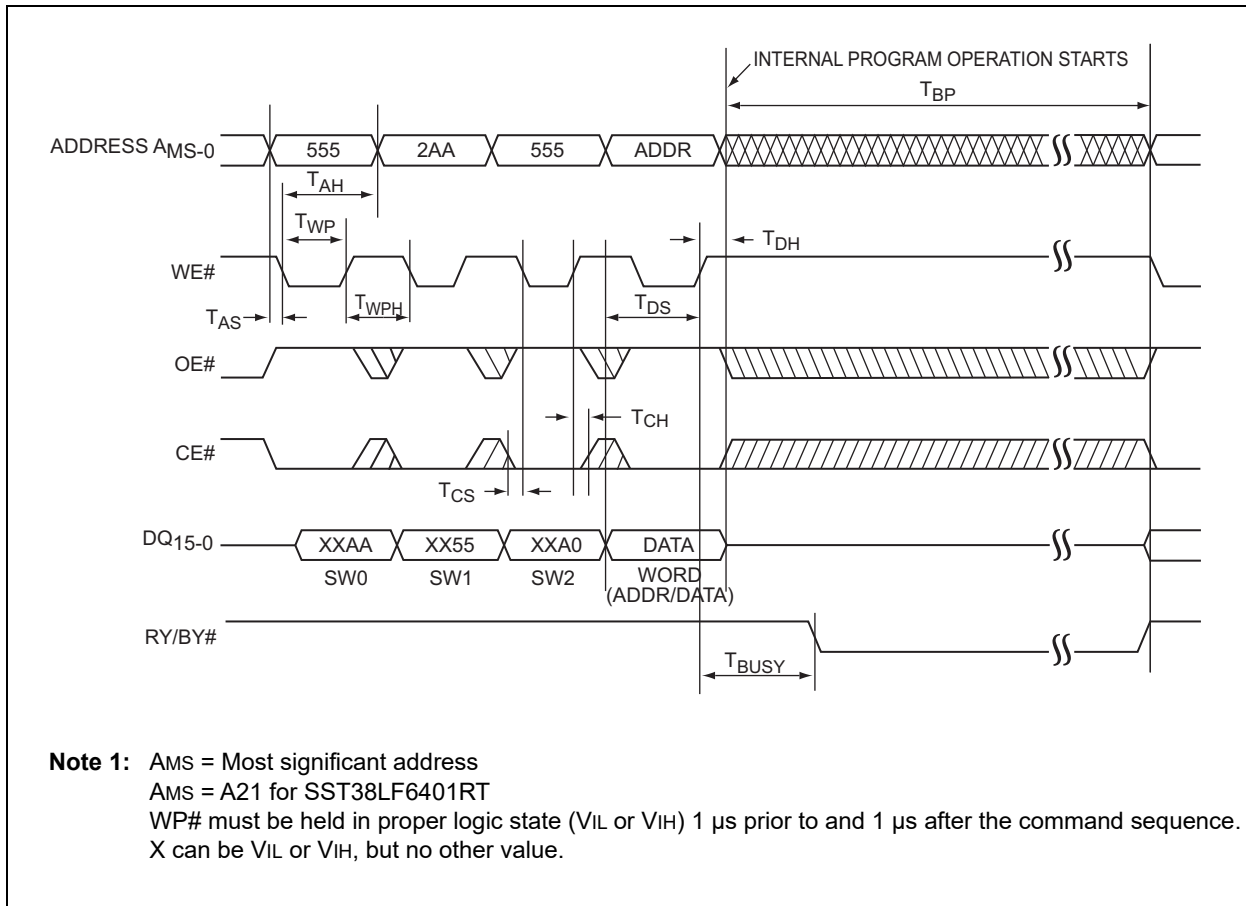 INTERNAL PROGRAM OPERATION STARTS
TBP
ADDRESS AMS-0
555
2AA
555
ADDR
TAH
TWP
TDH
WE#
TWPH
TDS
TAS
OE#
TCH
CE#
TCS
DQ15-0
XXAA
XX55
XXA0
DATA
SW0
SW1
SW2
WORD
(ADDR/DATA)
RY/BY#
TBUSY
Note 1: AMS = Most significant address
AMS = A21 for SST38LF6401RT
WP# must be held in proper logic state (VIL or VIH) 1 µs prior to and 1 µs after the command sequence.
X can be VIL or VIH, but no other value.